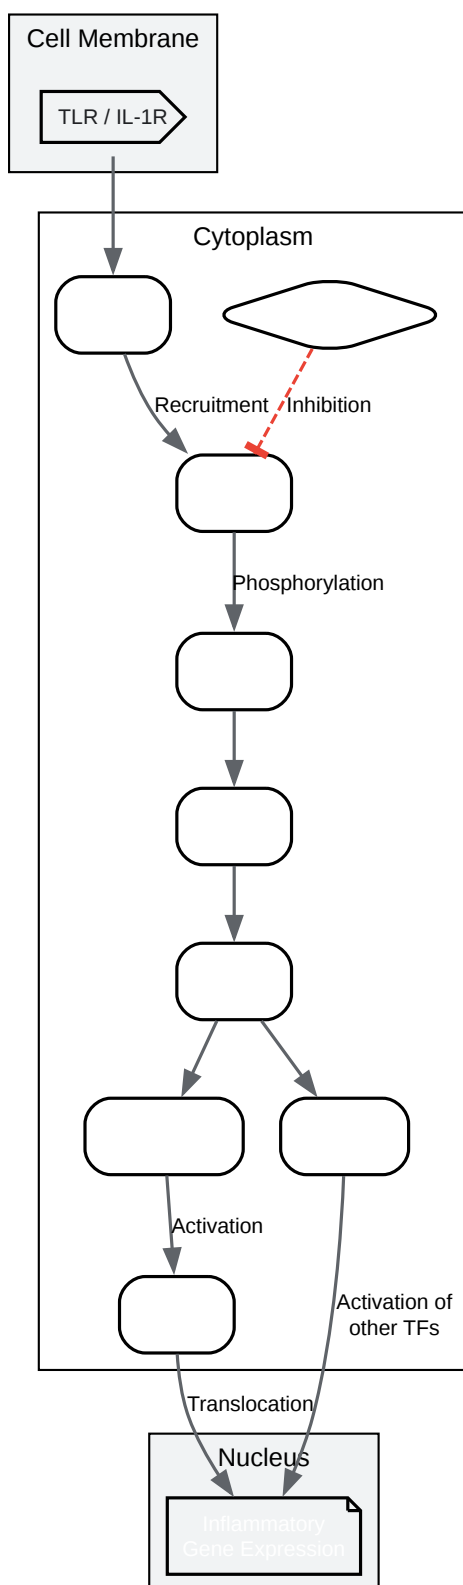 Cell Membrane
TLR / IL-1R
Cytoplasm
Recruitment
Inhibition
Phosphorylation
Activation
Activation of
other TFs
Translocation
Nucleus
Inflammatory
Gene Expression